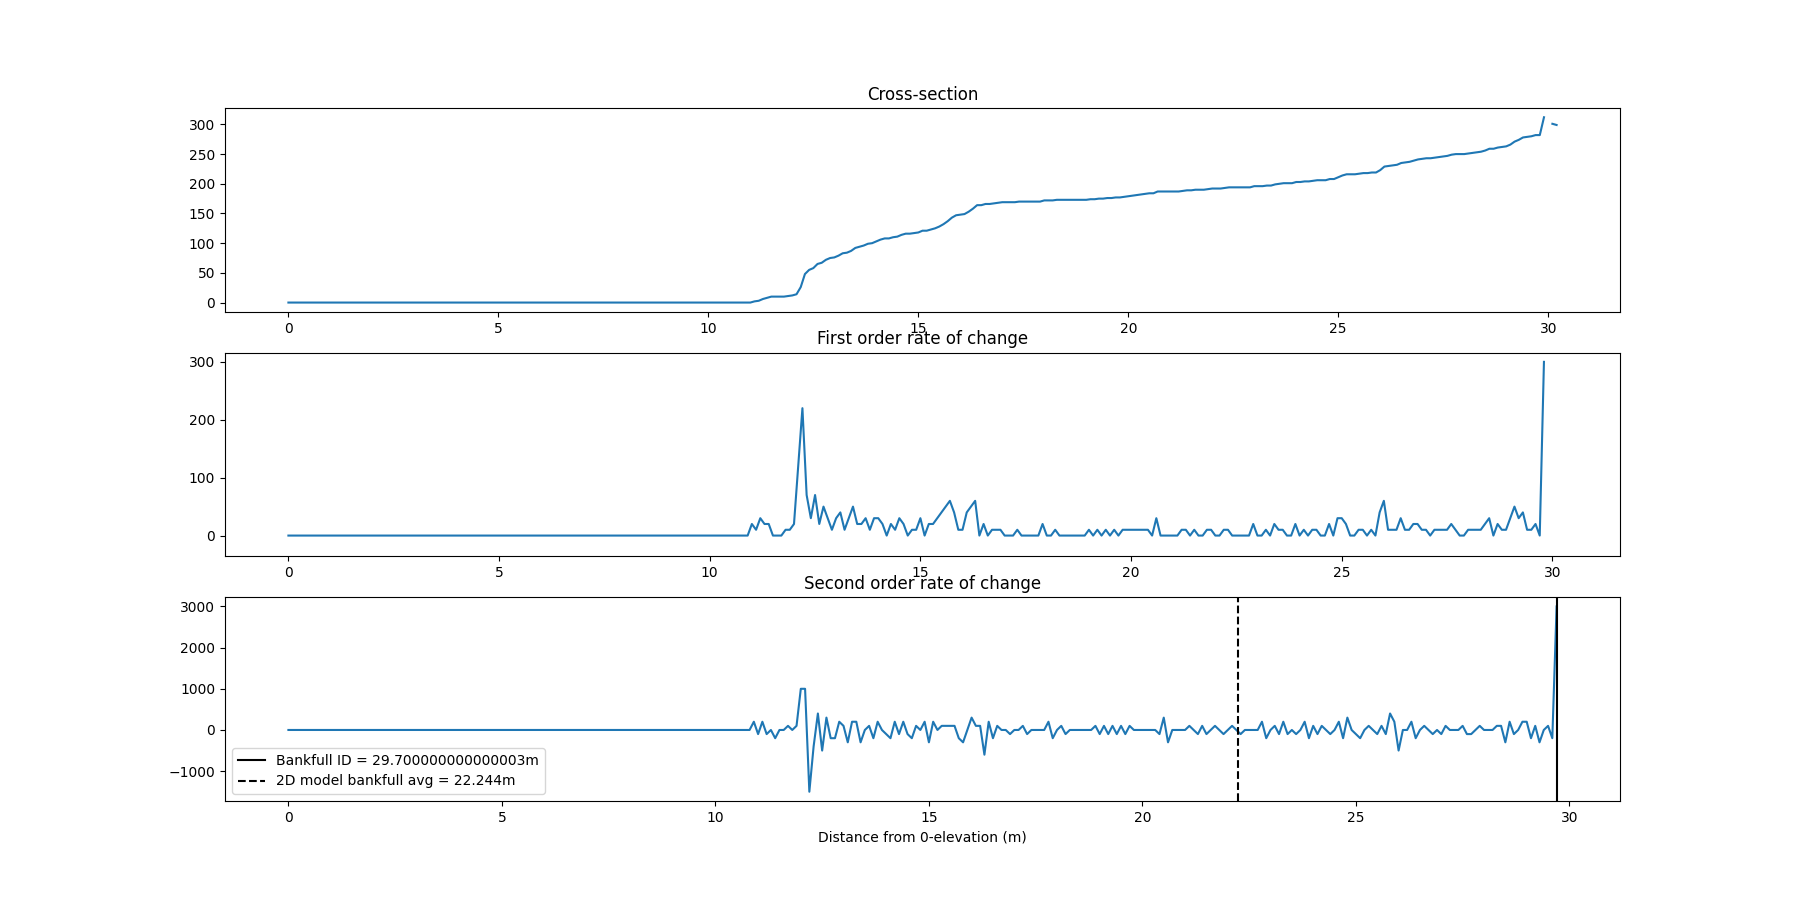 Cross-section
300
250
200
150
100
50
0
0 5 10 15 20 25 30
First order rate of change
300
200
100
0
0 5 10 15 20 25 30
Second order rate of change
3000
2000
1000
0
−1000
Bankfull ID = 29.700000000000003m
2D model bankfull avg = 22.244m
0 5 10 15 20 25 30
Distance from 0-elevation (m)